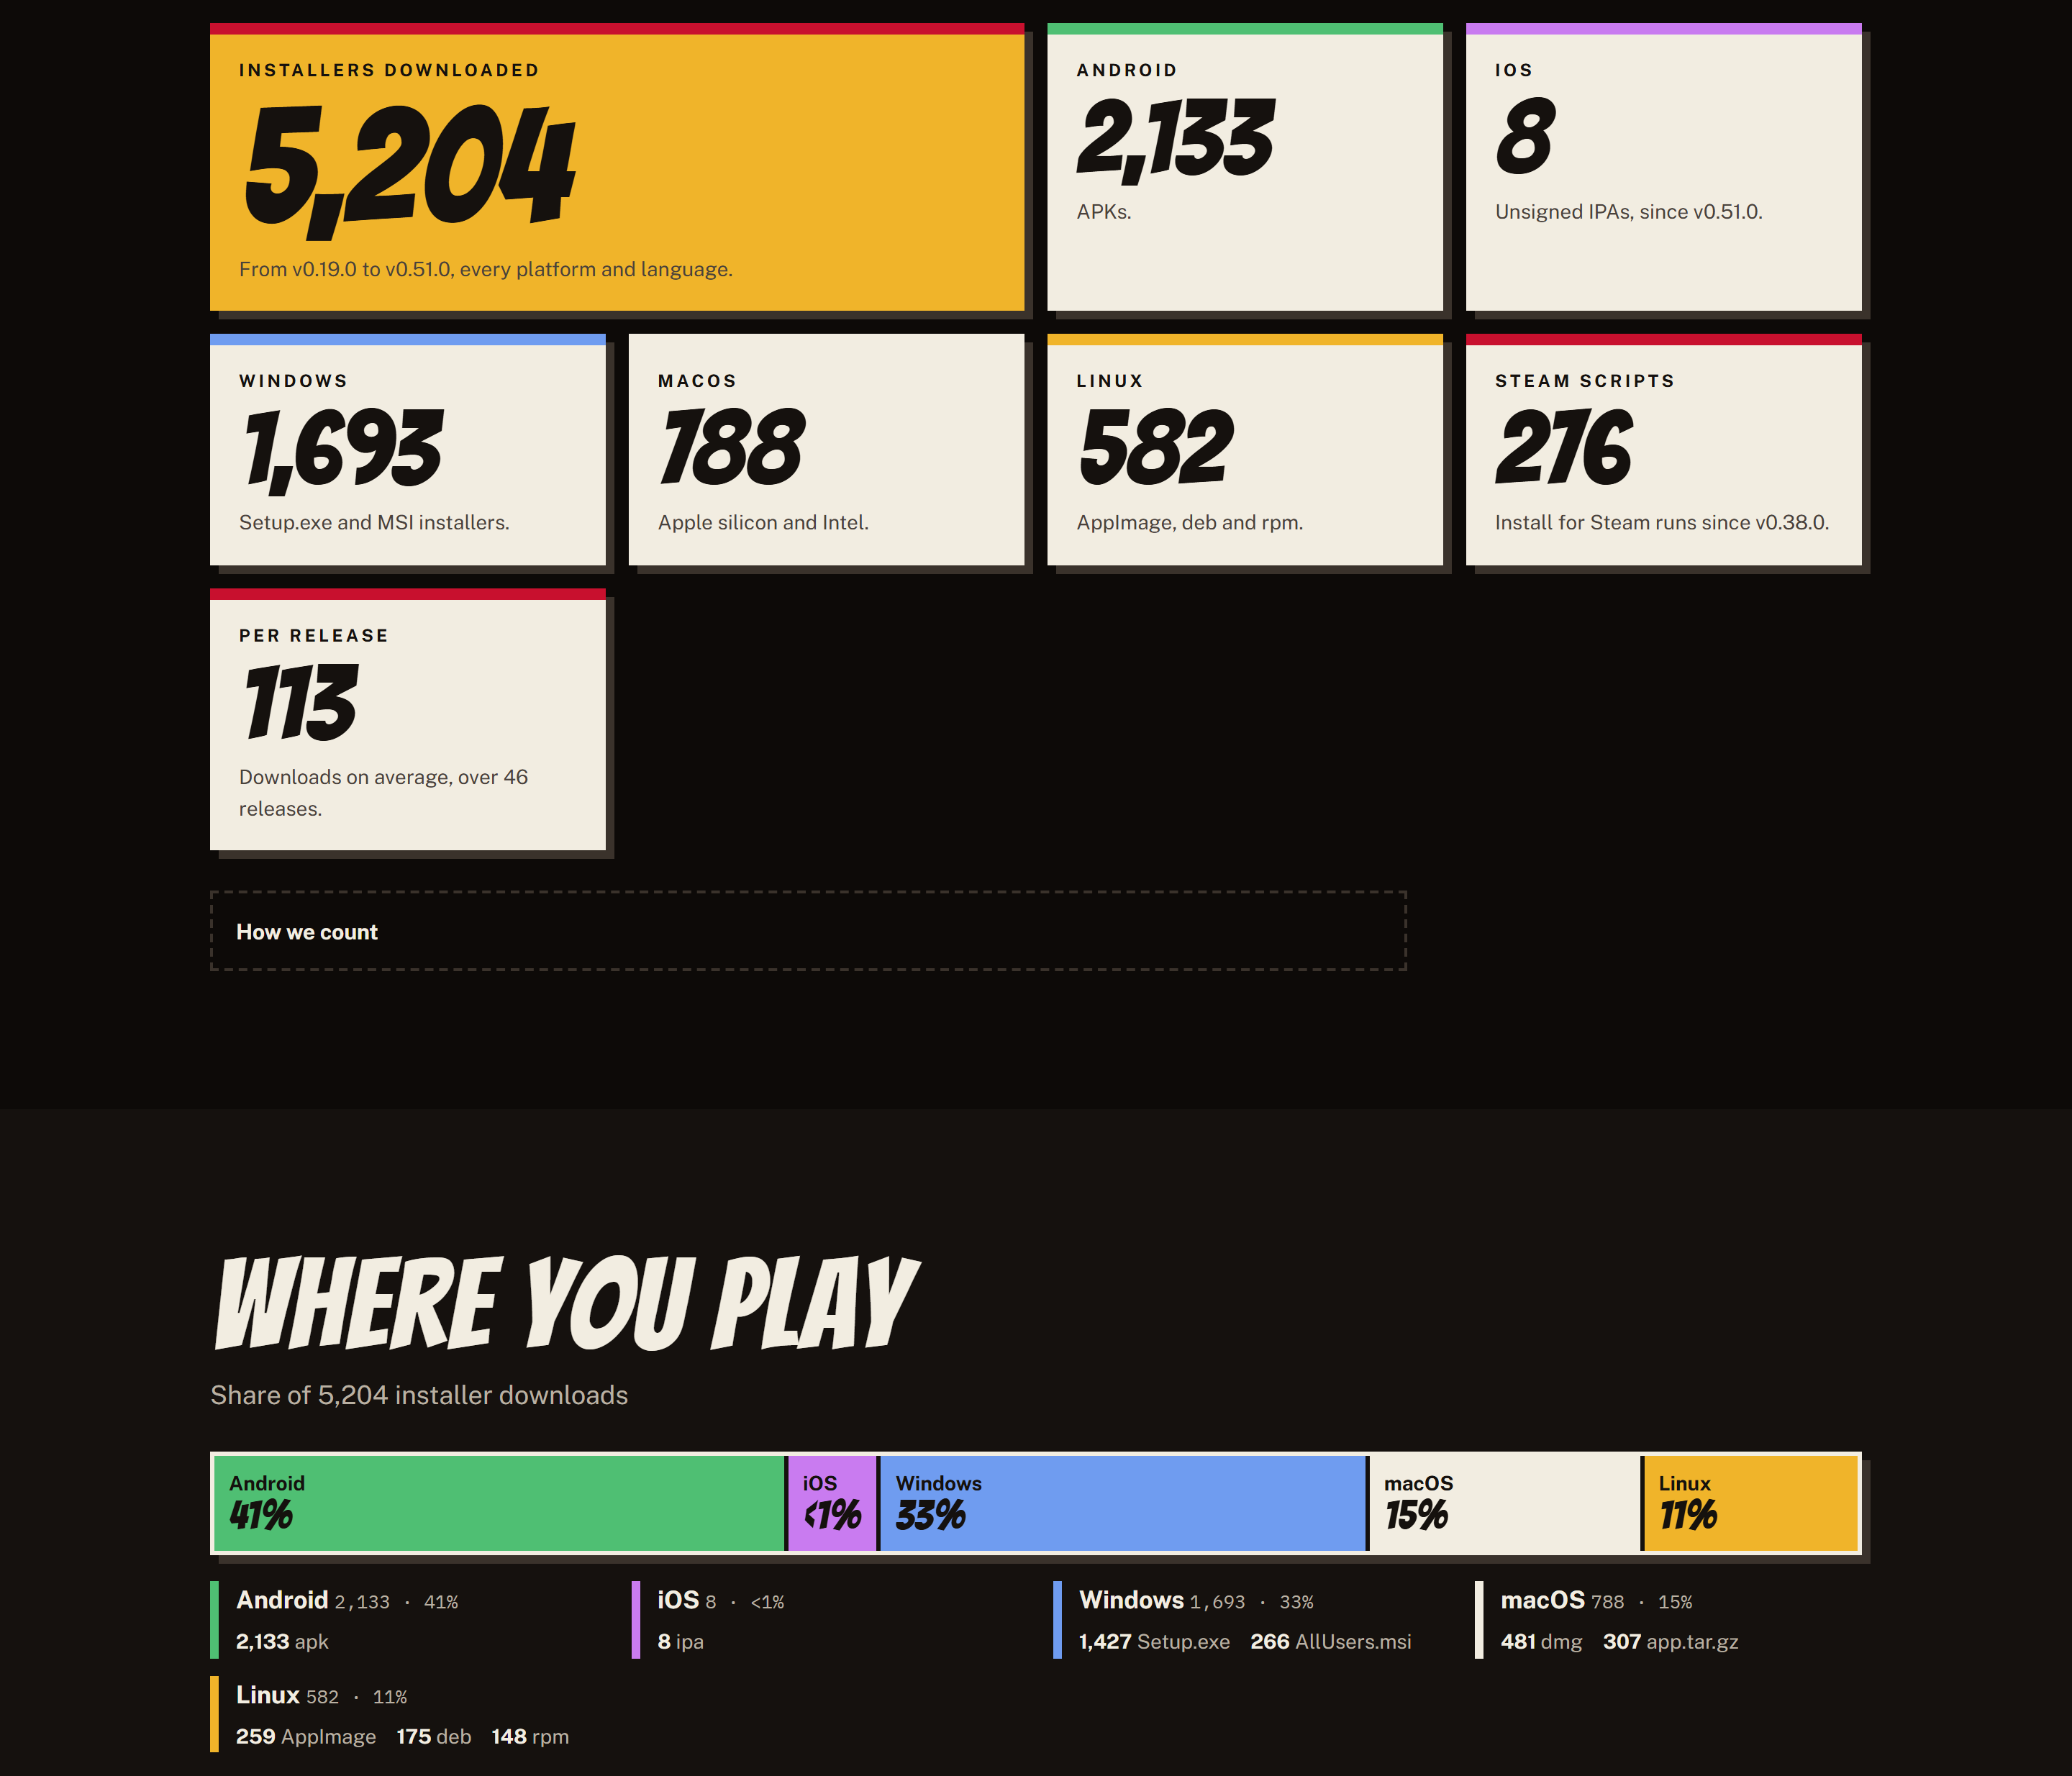 INSTALLERS DOWNLOADED
5,204
From v0.19.0 to v0.51.0, every platform and language.
ANDROID
2,133
APKs.
IOS
8
Unsigned IPAs, since v0.51.0.
WINDOWS
1,693
Setup.exe and MSI installers.
MACOS
788
Apple silicon and Intel.
LINUX
582
AppImage, deb and rpm.
STEAM SCRIPTS
276
Install for Steam runs since v0.38.0.
PER RELEASE
113
Downloads on average, over 46
releases.
How we count
WHERE YOU PLAY
Share of 5,204 installer downloads
Android
41%
iOS
<1%
Windows
33%
macOS
15%
Linux
11%
Android 2,133 · 41%
2,133 apk
iOS 8 · <1%
8 ipa
Windows 1,693 · 33%
1,427 Setup.exe 266 AllUsers.msi
macOS 788 · 15%
481 dmg 307 app.tar.gz
Linux 582 · 11%
259 AppImage 175 deb 148 rpm